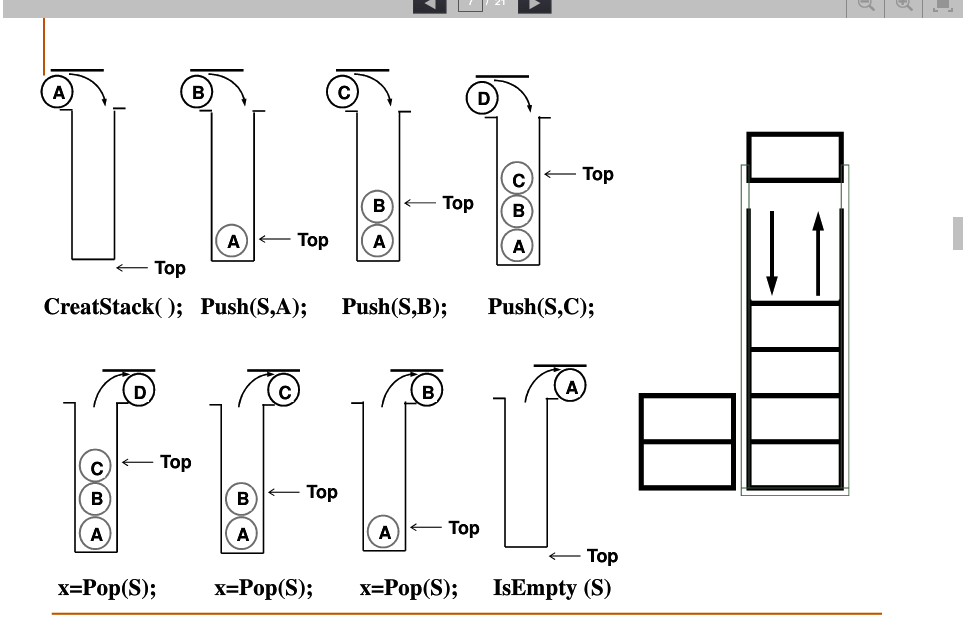 7 / 21
A B C D
C
B B
A A A
Top
Top
Top
Top
CreatStack( ); Push(S,A); Push(S,B); Push(S,C);
D C B A
C
B B
A A A
Top
Top
Top
Top
x=Pop(S); x=Pop(S); x=Pop(S); IsEmpty (S)